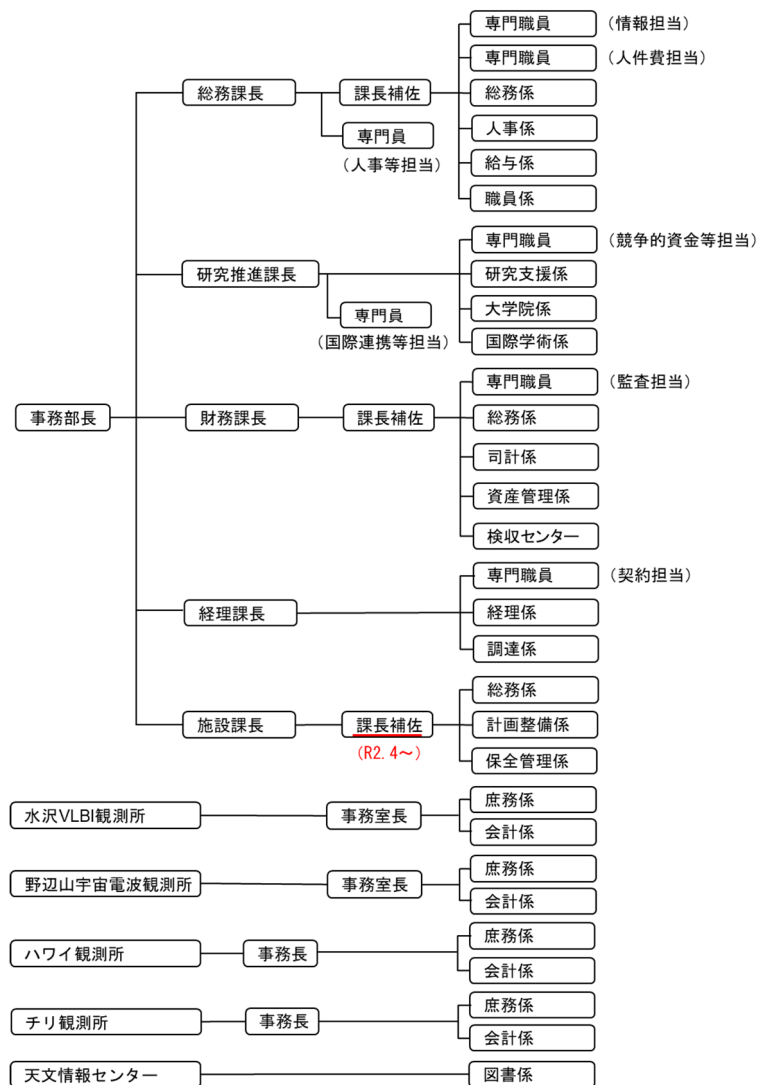 専門職員 （情報担当）
専門職員 （人件費担当）
総務課長 課長補佐 総務係
専門員 人事係
（人事等担当） 給与係
職員係
専門職員 （競争的資金等担当）
研究推進課長 研究支援係
専門員 大学院係
（国際連携等担当） 国際学術係
専門職員 （監査担当）
事務部長 財務課長 課長補佐 総務係
司計係
資産管理係
検収センター
専門職員 （契約担当）
経理課長 経理係
調達係
総務係
施設課長 課長補佐 計画整備係
（R2.4～） 保全管理係
庶務係
水沢VLBI観測所 事務室長
会計係
庶務係
野辺山宇宙電波観測所 事務室長
会計係
庶務係
ハワイ観測所 事務長
会計係
庶務係
チリ観測所 事務長
会計係
天文情報センター 図書係